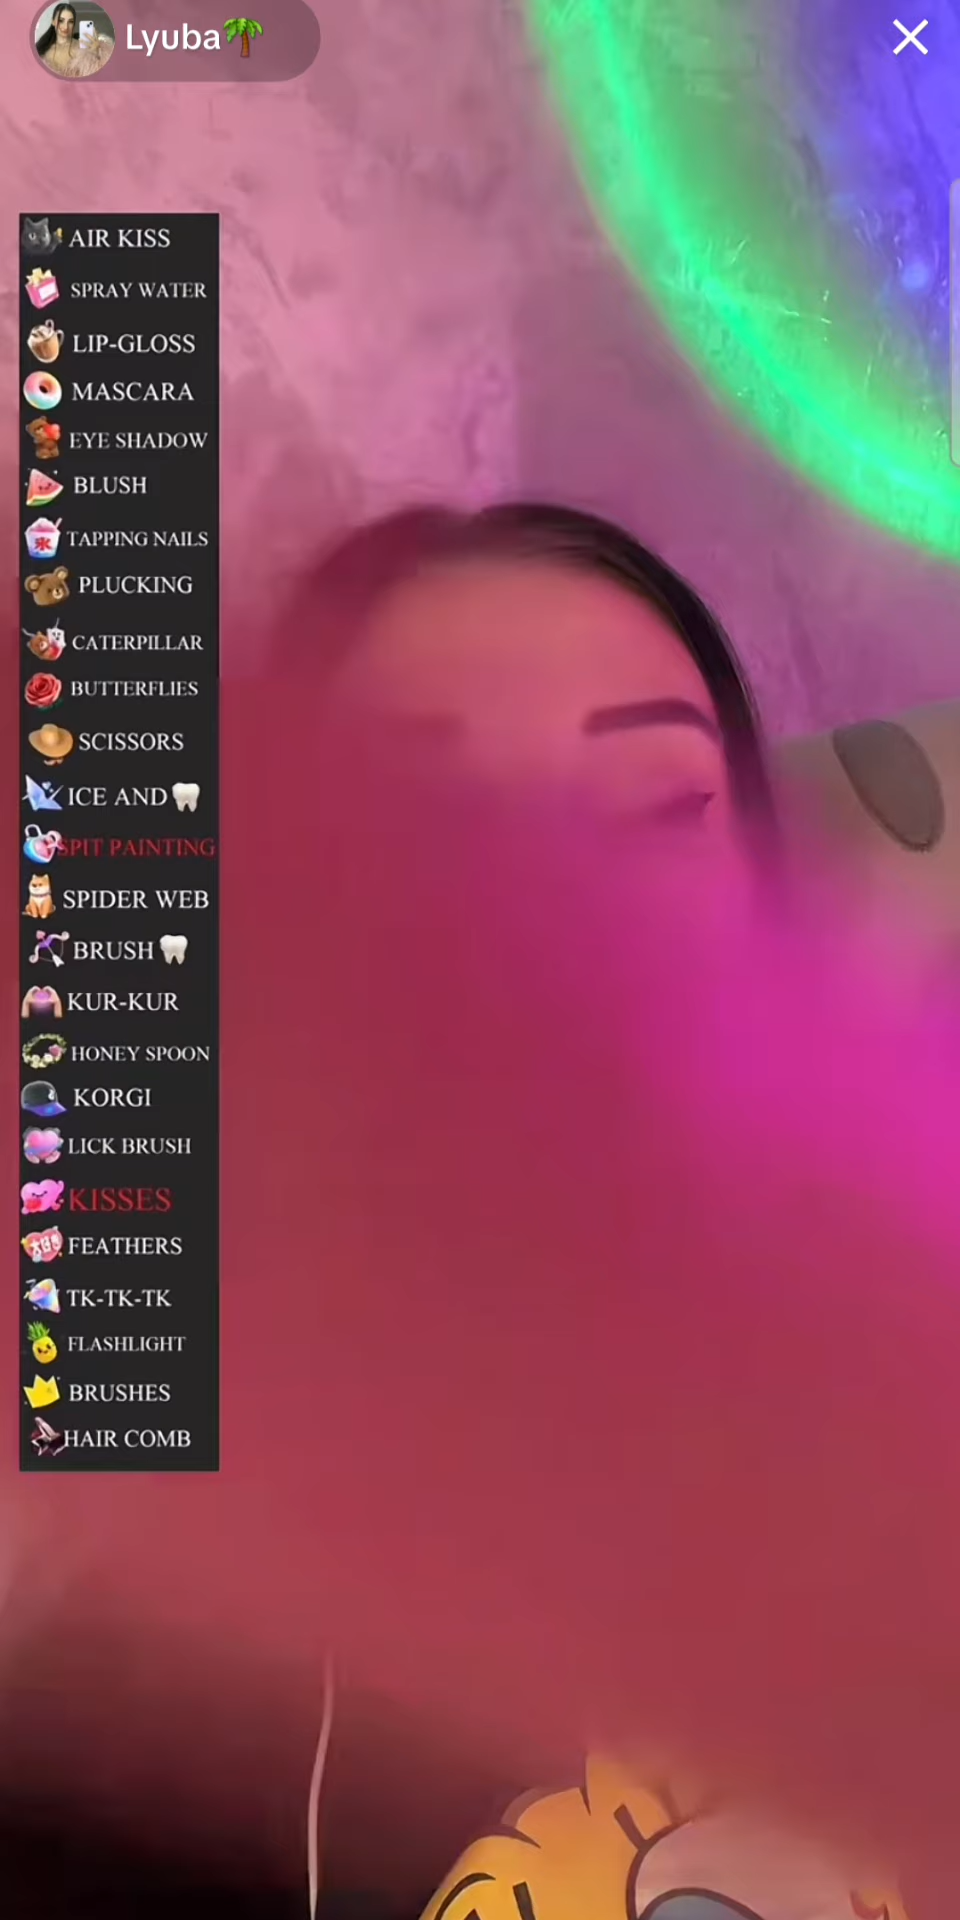 Lyuba
AIR KISS
SPRAY WATER
LIP-GLOSS
MASCARA
EYE SHADOW
BLUSH
TAPPING NAILS
PLUCKING
CATERPILLAR
BUTTERFLIES
SCISSORS
ICE AND
SPIT PAINTING
SPIDER WEB
BRUSH
KUR-KUR
HONEY SPOON
KORGI
LICK BRUSH
KISSES
FEATHERS
TK-TK-TK
FLASHLIGHT
BRUSHES
HAIR COMB